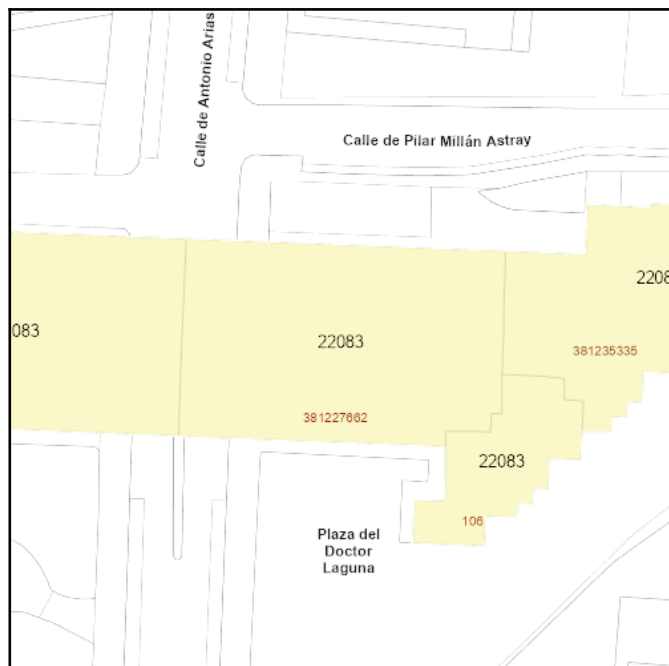 Calle de Antonio Arias
Calle de Pilar Millán Astray
2208
083
22083
381235335
381227662
22083
106
Plaza del
Doctor
Laguna